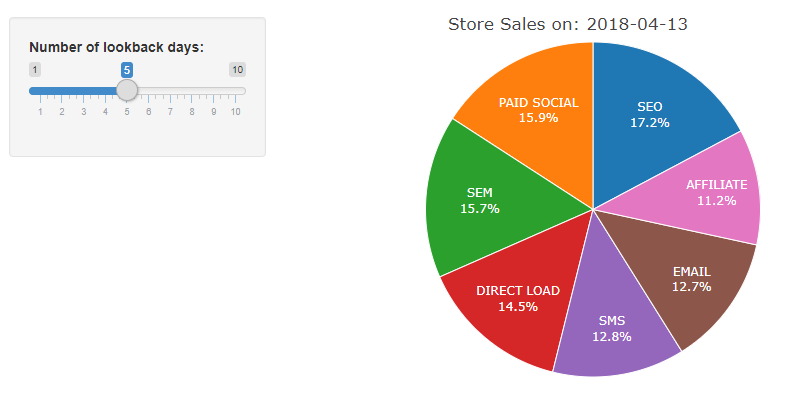 Number of lookback days:
1
5
10
1 2 3 4 5 6 7 8 9 10
Store Sales on: 2018-04-13
SEO
17.2%
AFFILIATE
11.2%
EMAIL
12.7%
SMS
12.8%
DIRECT LOAD
14.5%
SEM
15.7%
PAID SOCIAL
15.9%